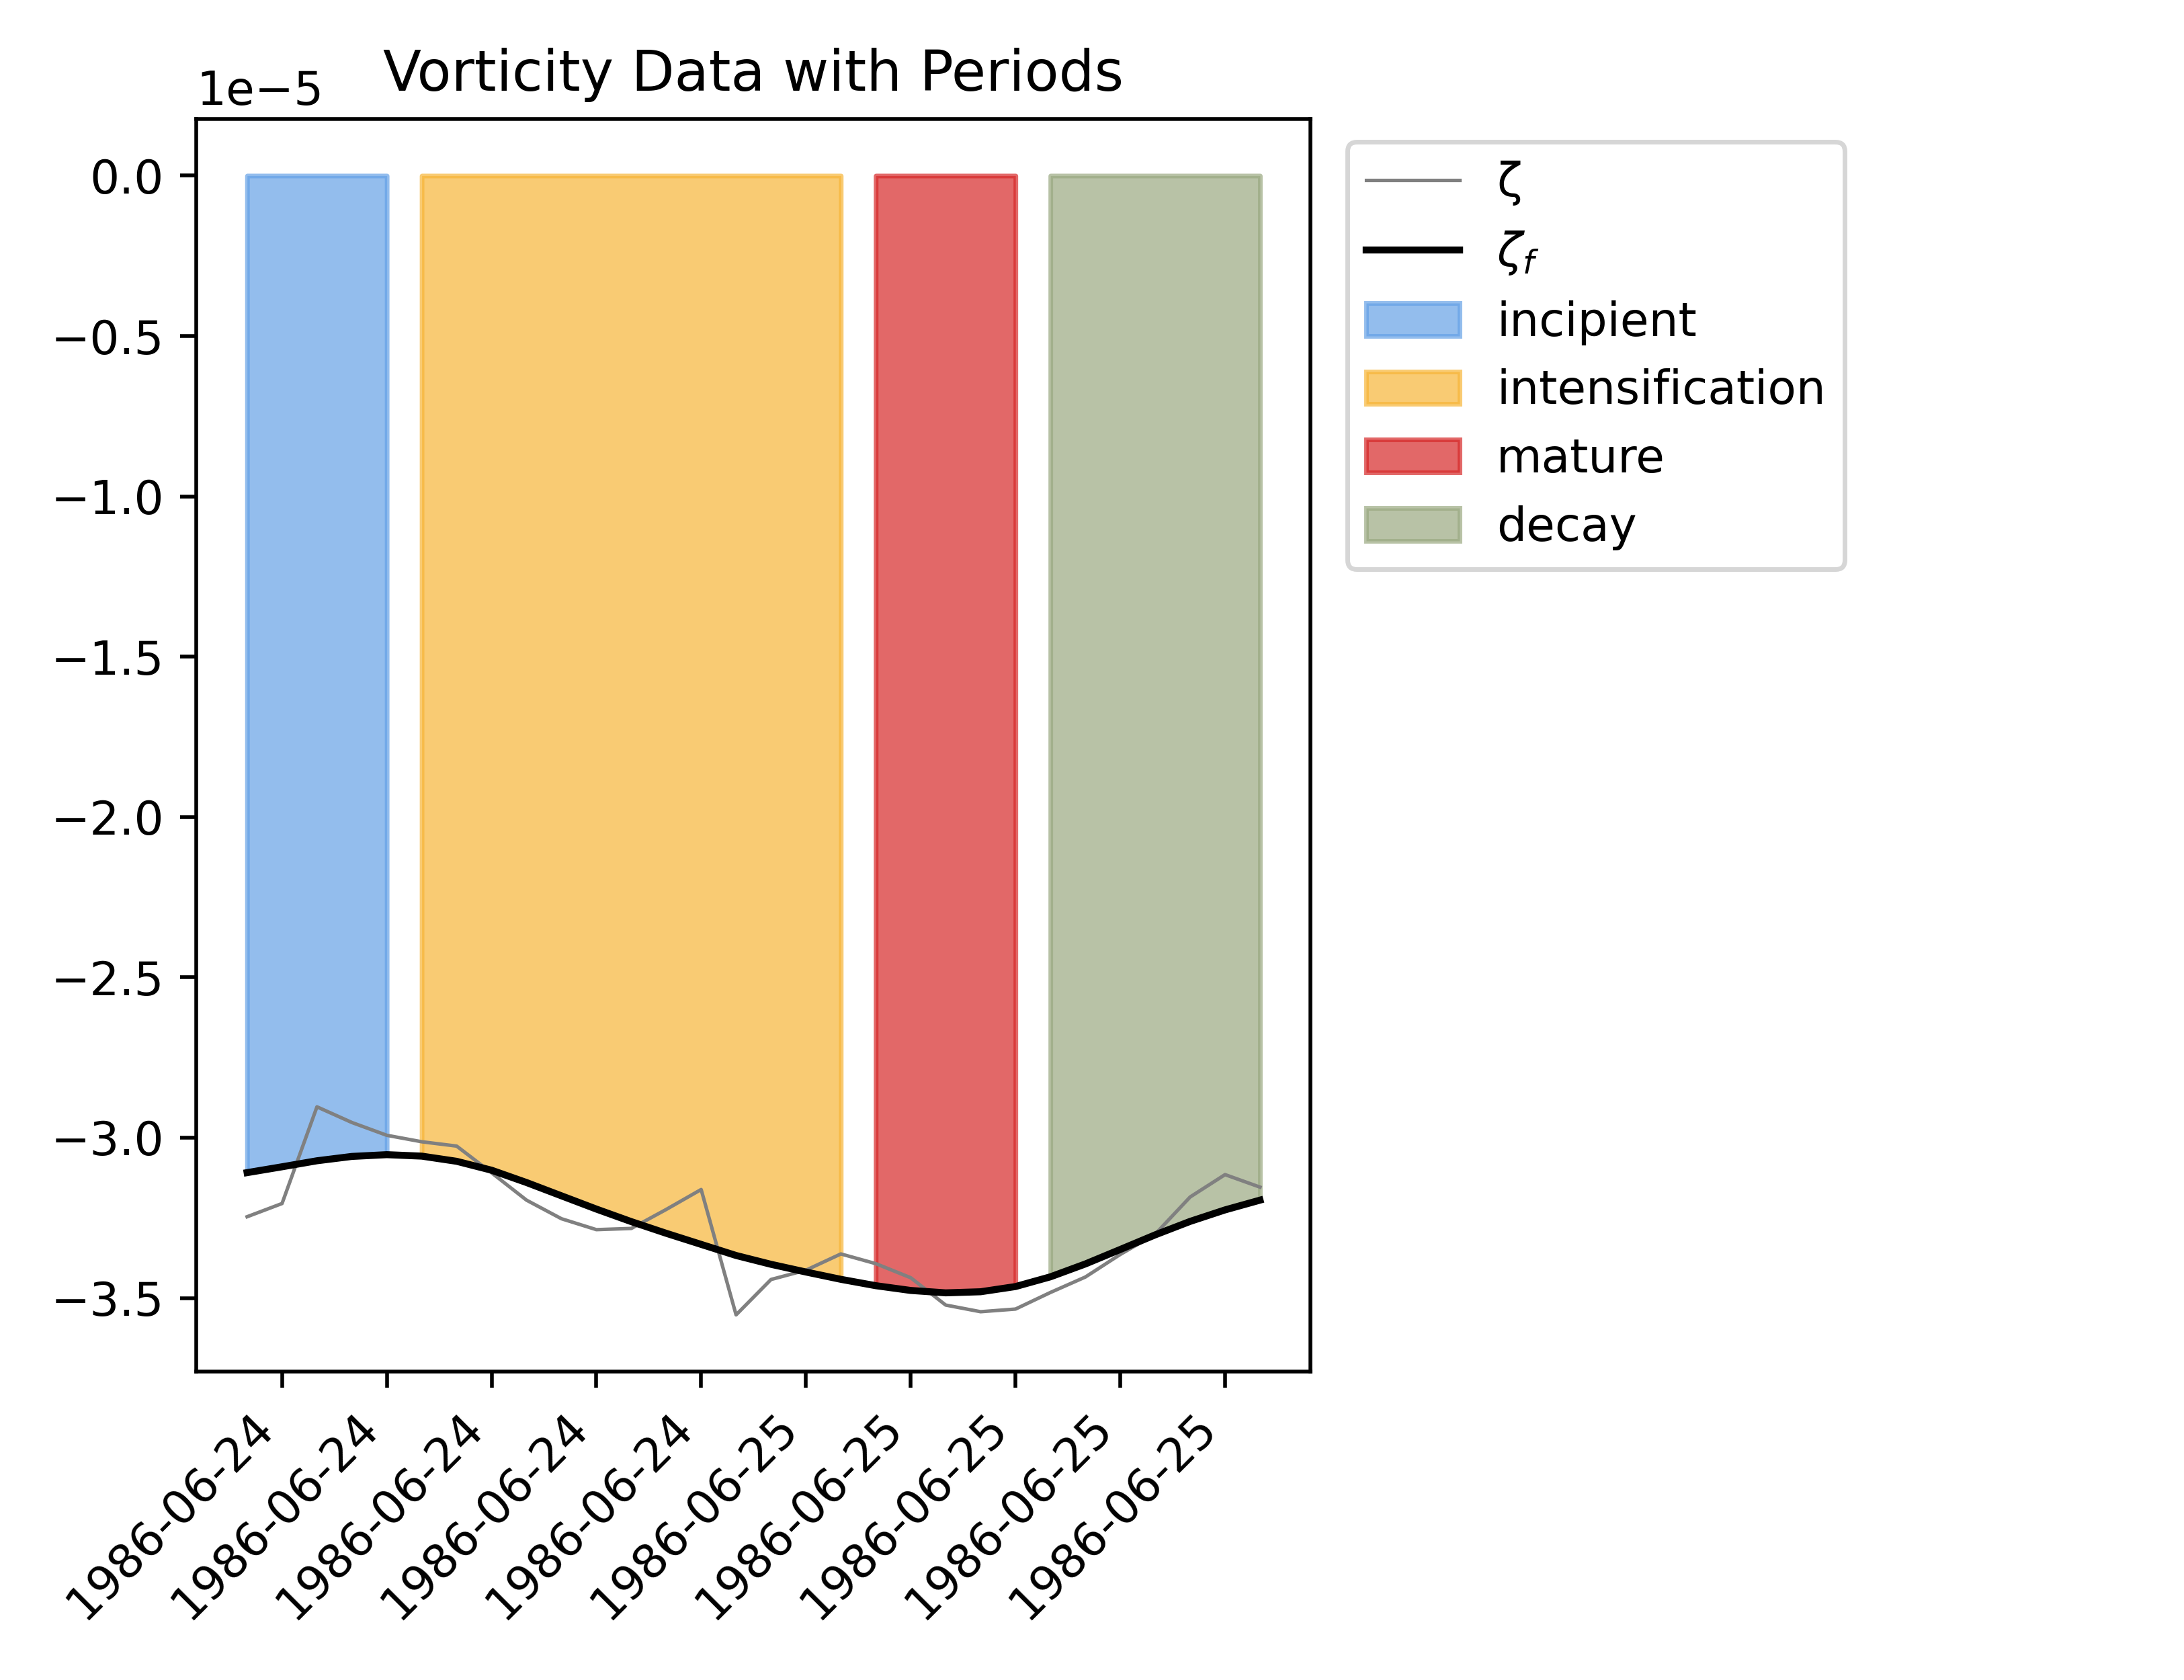 Vorticity Data with Periods
1e−5
0.0
−0.5
−1.0
−1.5
−2.0
−2.5
−3.0
−3.5
1986-06-24
1986-06-24
1986-06-24
1986-06-24
1986-06-24
1986-06-25
1986-06-25
1986-06-25
1986-06-25
1986-06-25
ζ
ζf
incipient
intensification
mature
decay